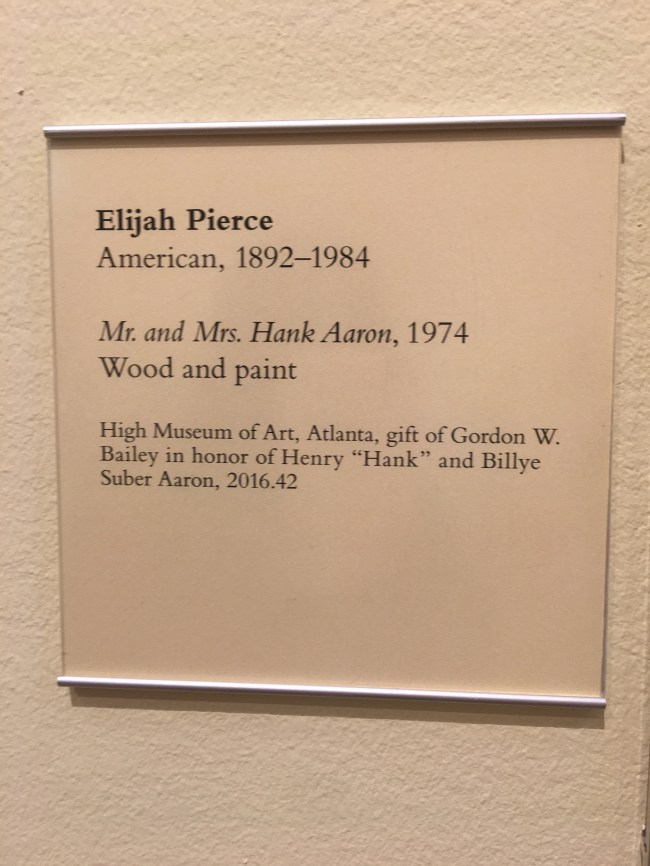 Elijah Pierce
American, 1892–1984
Mr. and Mrs. Hank Aaron, 1974
Wood and paint
High Museum of Art, Atlanta, gift of Gordon W.
Bailey in honor of Henry “Hank” and Billye
Suber Aaron, 2016.42